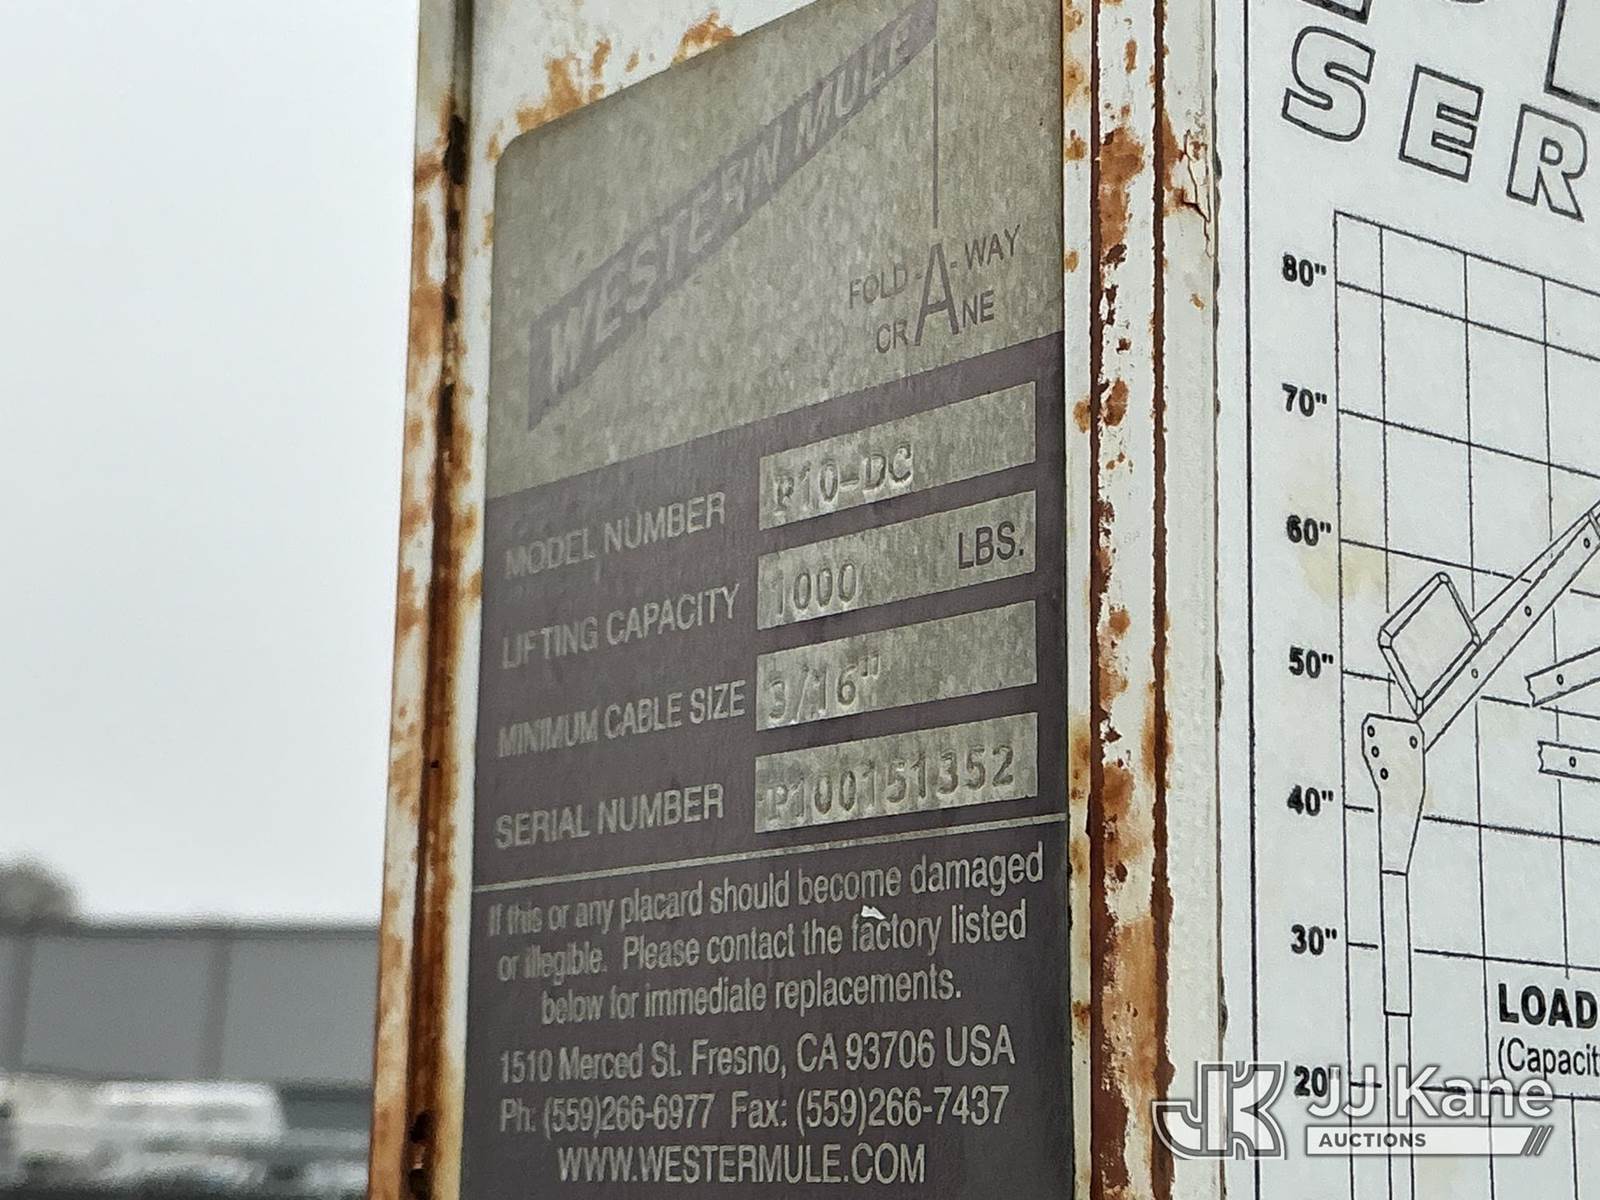 WESTERN MULE
FOLD-A-WAY
CRANE
MODEL NUMBER P10-DC
LIFTING CAPACITY 1000 LBS.
MINIMUM CABLE SIZE 3/16"
SERIAL NUMBER P100151352
If this or any placard should become damaged
or illegible. Please contact the factory listed
below for immediate replacements.
1510 Merced St. Fresno, CA 93706 USA
Ph: (559)266-6977 Fax: (559)266-7437
WWW.WESTERMULE.COM
SER
80"
70"
60"
50"
40"
30"
20"
LOAD
(Capacit
JJ Kane
AUCTIONS